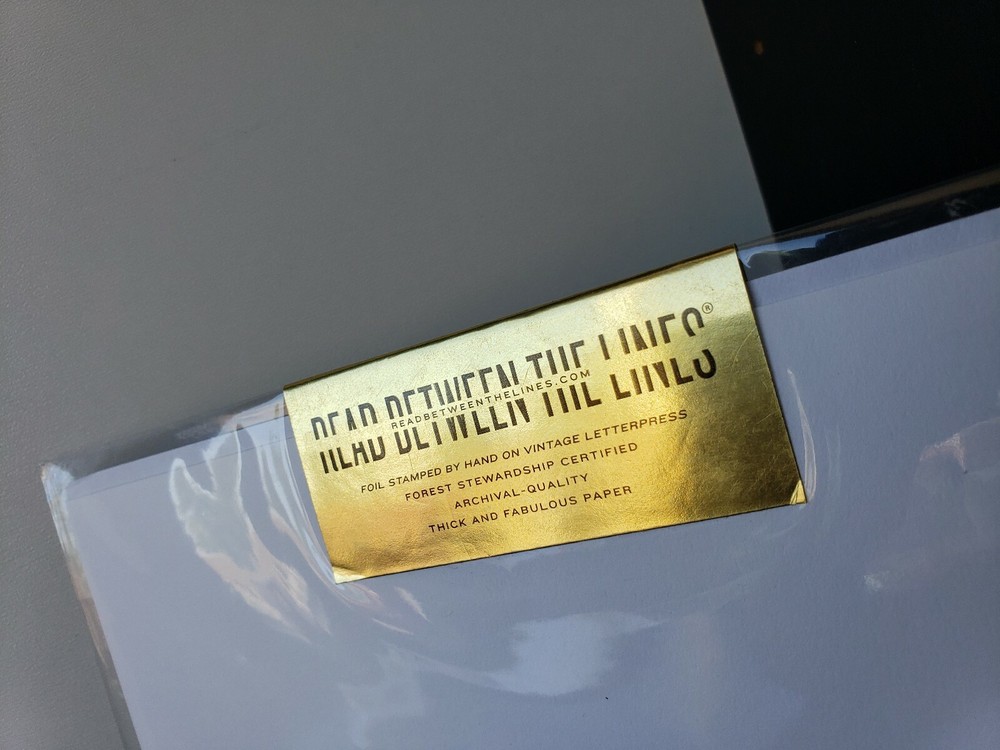 READ BETWEEN THE LINES®
READBETWEENTHELINES.COM
FOIL STAMPED BY HAND ON VINTAGE LETTERPRESS
FOREST STEWARDSHIP CERTIFIED
ARCHIVAL-QUALITY
THICK AND FABULOUS PAPER